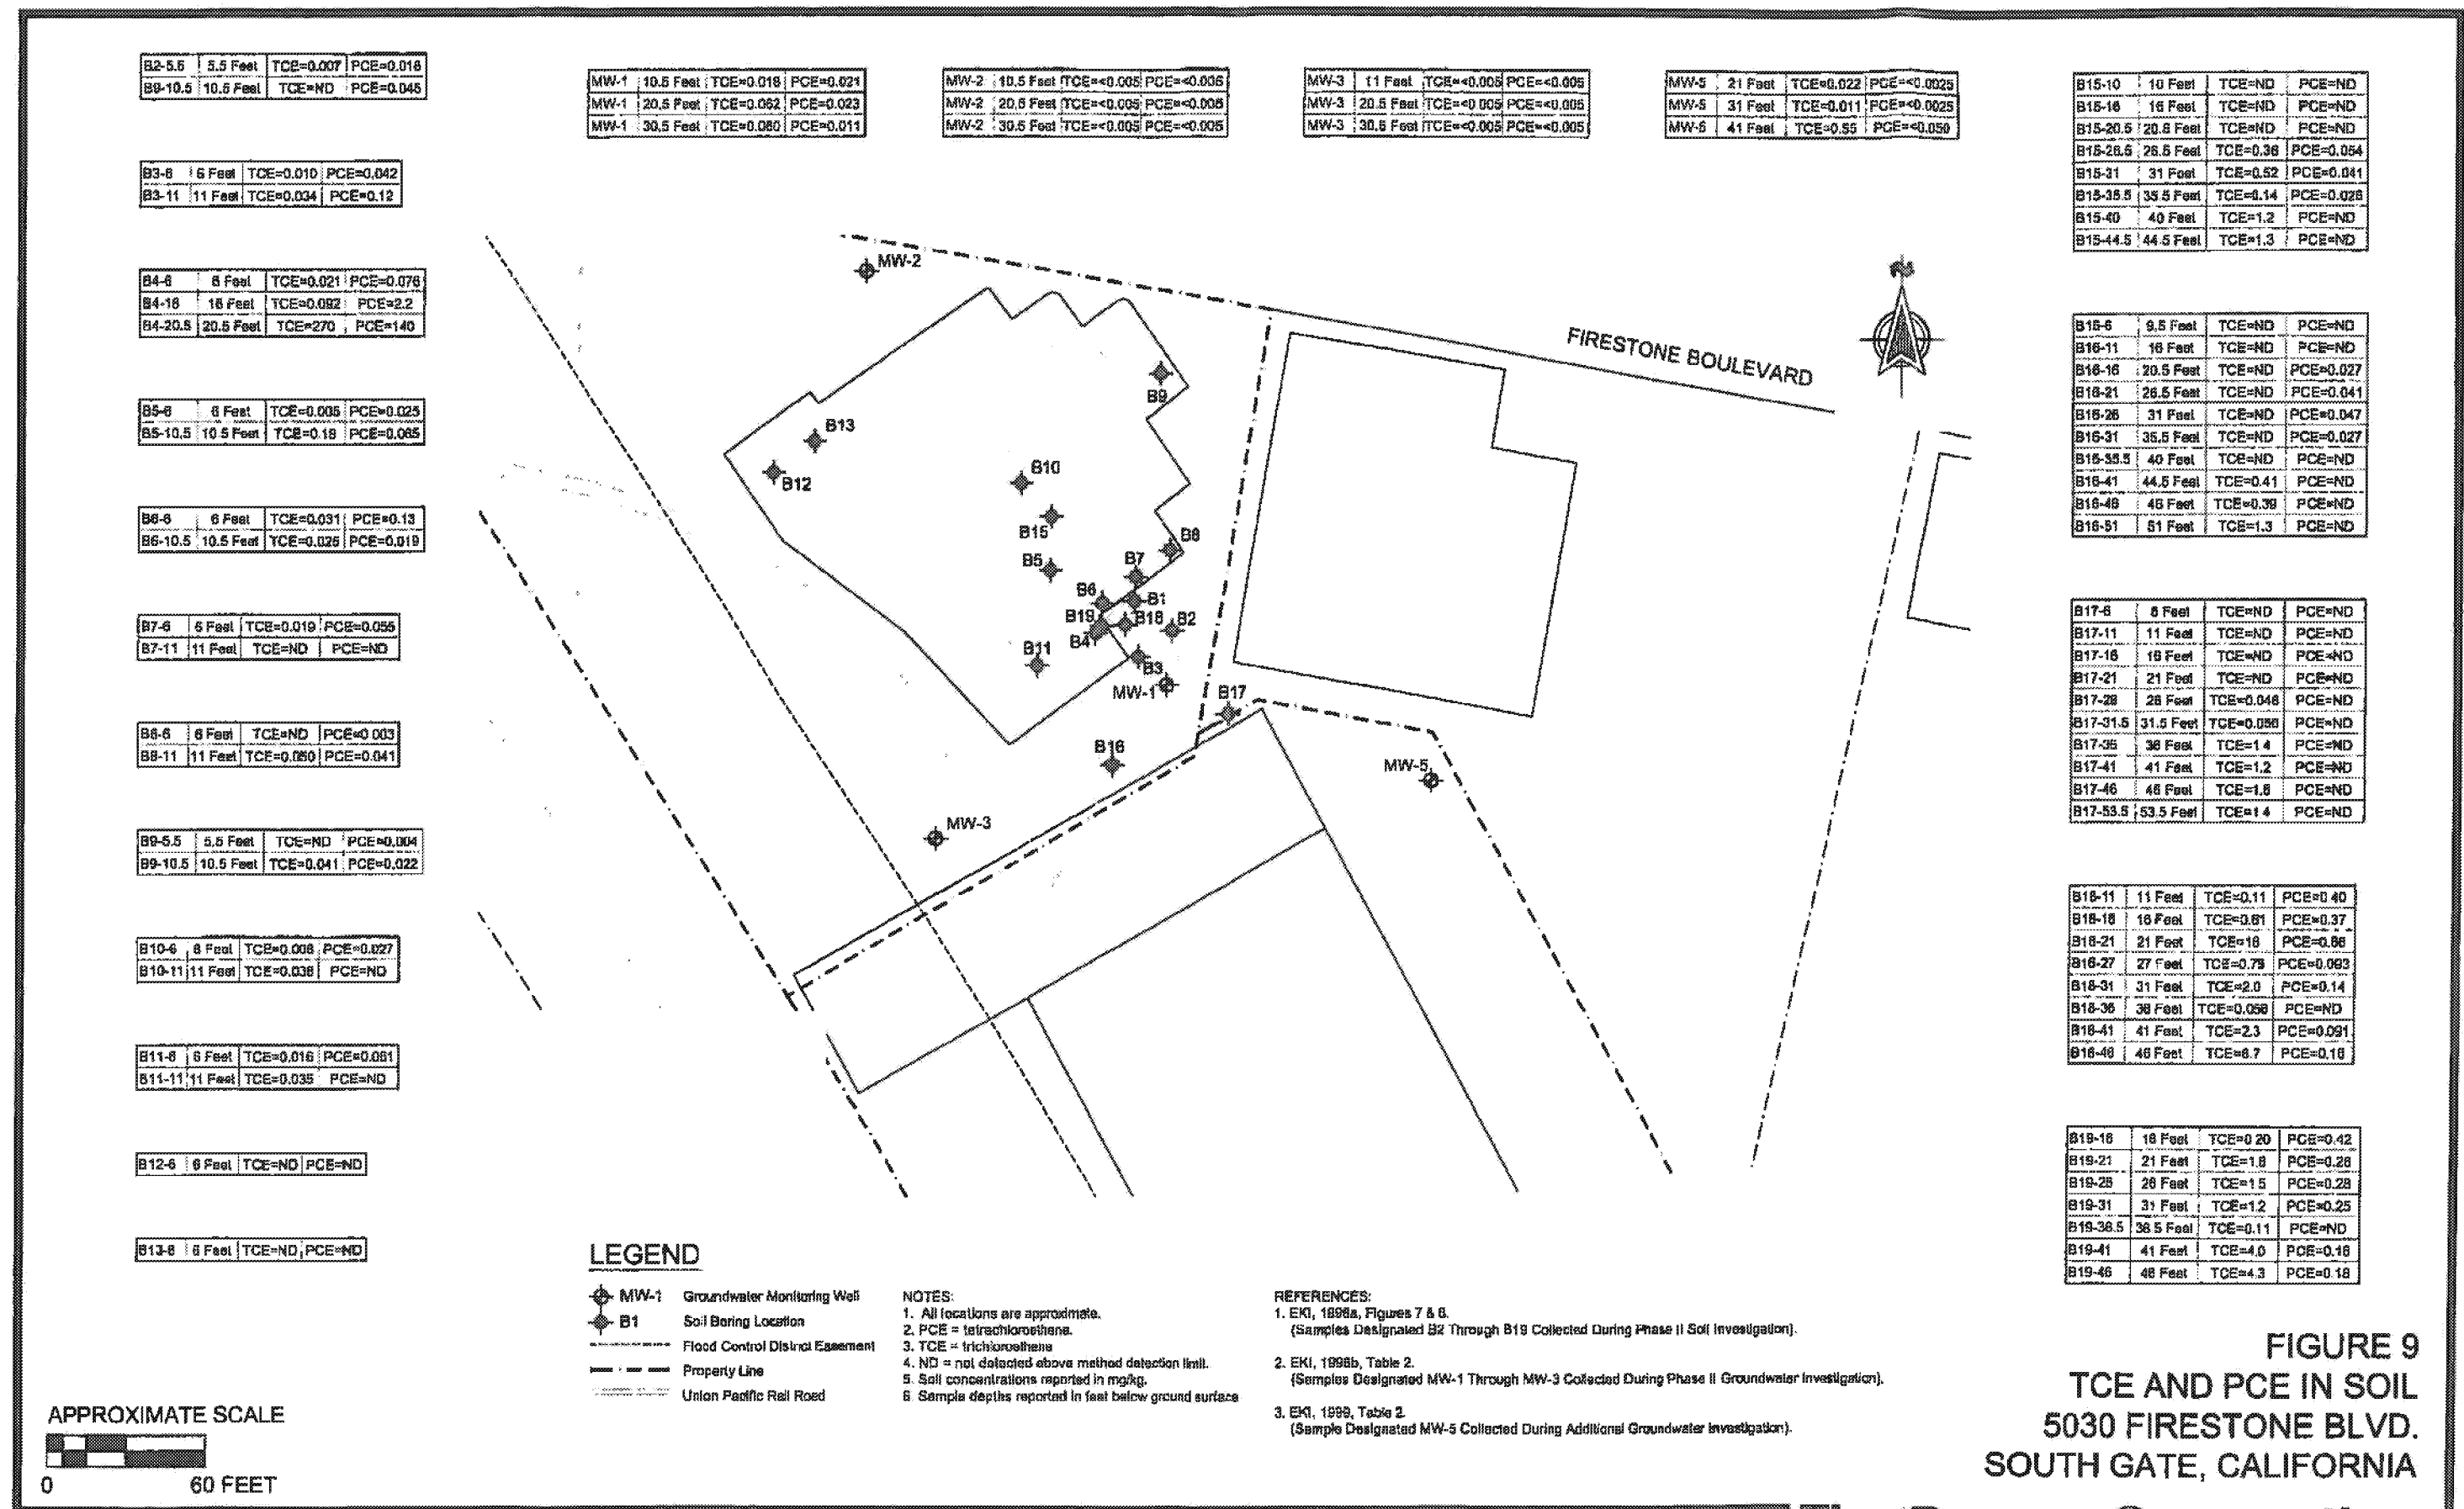 B2-5.5 5.5 Feet TCE=0.007 PCE=0.016
B9-10.5 10.5 Feet TCE=ND PCE=0.045
B3-6 6 Feet TCE=0.010 PCE=0.042
B3-11 11 Feet TCE=0.034 PCE=0.12
B4-6 6 Feet TCE=0.021 PCE=0.076
B4-16 16 Feet TCE=0.092 PCE=2.2
B4-20.5 20.5 Feet TCE=270 PCE=140
B5-6 6 Feet TCE=0.005 PCE=0.025
B5-10.5 10.5 Feet TCE=0.18 PCE=0.065
B6-6 6 Feet TCE=0.031 PCE=0.13
B6-10.5 10.5 Feet TCE=0.026 PCE=0.019
B7-6 6 Feet TCE=0.019 PCE=0.055
B7-11 11 Feet TCE=ND PCE=ND
B8-6 6 Feet TCE=ND PCE=0.003
B8-11 11 Feet TCE=0.050 PCE=0.041
B9-5.5 5.5 Feet TCE=ND PCE=0.004
B9-10.5 10.5 Feet TCE=0.041 PCE=0.022
B10-6 6 Feet TCE=0.006 PCE=0.027
B10-11 11 Feet TCE=0.036 PCE=ND
B11-6 6 Feet TCE=0.016 PCE=0.061
B11-11 11 Feet TCE=0.035 PCE=ND
B12-6 6 Feet TCE=ND PCE=ND
B13-6 6 Feet TCE=ND PCE=ND
MW-1 10.5 Feet TCE=0.016 PCE=0.021
MW-1 20.5 Feet TCE=0.062 PCE=0.023
MW-1 30.5 Feet TCE=0.060 PCE=0.011
MW-2 10.5 Feet TCE=<0.005 PCE=<0.005
MW-2 20.5 Feet TCE=<0.005 PCE=<0.005
MW-2 30.5 Feet TCE=<0.005 PCE=<0.005
MW-3 11 Feet TCE=<0.005 PCE=<0.005
MW-3 20.5 Feet TCE=<0.005 PCE=<0.005
MW-3 30.5 Feet TCE=<0.005 PCE=<0.005
MW-5 21 Feet TCE=0.022 PCE=<0.0025
MW-5 31 Feet TCE=0.011 PCE=<0.0025
MW-5 41 Feet TCE=0.55 PCE=<0.050
B15-10 10 Feet TCE=ND PCE=ND
B15-16 16 Feet TCE=ND PCE=ND
B15-20.5 20.5 Feet TCE=ND PCE=ND
B15-26.5 26.5 Feet TCE=0.36 PCE=0.054
B15-31 31 Feet TCE=0.52 PCE=0.041
B15-35.5 35.5 Feet TCE=0.14 PCE=0.026
B15-40 40 Feet TCE=1.2 PCE=ND
B15-44.5 44.5 Feet TCE=1.3 PCE=ND
B16-6 9.5 Feet TCE=ND PCE=ND
B16-11 16 Feet TCE=ND PCE=ND
B16-16 20.5 Feet TCE=ND PCE=0.027
B16-21 26.5 Feet TCE=ND PCE=0.041
B16-26 31 Feet TCE=ND PCE=0.047
B16-31 35.5 Feet TCE=ND PCE=0.027
B16-35.5 40 Feet TCE=ND PCE=ND
B16-41 44.5 Feet TCE=0.41 PCE=ND
B16-46 46 Feet TCE=0.39 PCE=ND
B16-51 51 Feet TCE=1.3 PCE=ND
B17-6 6 Feet TCE=ND PCE=ND
B17-11 11 Feet TCE=ND PCE=ND
B17-16 16 Feet TCE=ND PCE=ND
B17-21 21 Feet TCE=ND PCE=ND
B17-26 26 Feet TCE=0.046 PCE=ND
B17-31.5 31.5 Feet TCE=0.050 PCE=ND
B17-36 36 Feet TCE=1.4 PCE=ND
B17-41 41 Feet TCE=1.2 PCE=ND
B17-46 46 Feet TCE=1.6 PCE=ND
B17-53.5 53.5 Feet TCE=1.4 PCE=ND
B18-11 11 Feet TCE=0.11 PCE=0.40
B18-16 16 Feet TCE=0.61 PCE=0.37
B18-21 21 Feet TCE=16 PCE=0.66
B18-27 27 Feet TCE=0.79 PCE=0.093
B18-31 31 Feet TCE=2.0 PCE=0.14
B18-36 36 Feet TCE=0.056 PCE=ND
B18-41 41 Feet TCE=2.3 PCE=0.091
B18-46 46 Feet TCE=6.7 PCE=0.16
B19-16 16 Feet TCE=0.20 PCE=0.42
B19-21 21 Feet TCE=1.8 PCE=0.26
B19-26 26 Feet TCE=1.5 PCE=0.28
B19-31 31 Feet TCE=1.2 PCE=0.25
B19-36.5 36.5 Feet TCE=0.11 PCE=ND
B19-41 41 Feet TCE=4.0 PCE=0.16
B19-46 46 Feet TCE=4.3 PCE=0.18
MW-2
FIRESTONE BOULEVARD
B9
B13
B12
B10
B15
B5
B8
B7
B6
B1
B19
B18
B2
B4
B11
B3
MW-1
B17
B16
MW-5
MW-3
LEGEND
MW-1 Groundwater Monitoring Well
B1 Soil Boring Location
Flood Control District Easement
Property Line
Union Pacific Rail Road
NOTES:
1. All locations are approximate.
2. PCE = tetrachloroethene.
3. TCE = trichloroethene
4. ND = not detected above method detection limit.
5. Soil concentrations reported in mg/kg.
6. Sample depths reported in feet below ground surface
REFERENCES:
1. EKI, 1998a, Figures 7 & 8.
(Samples Designated B2 Through B19 Collected During Phase II Soil Investigation).
2. EKI, 1998b, Table 2.
(Samples Designated MW-1 Through MW-3 Collected During Phase II Groundwater Investigation).
3. EKI, 1999, Table 2
(Sample Designated MW-5 Collected During Additional Groundwater Investigation).
APPROXIMATE SCALE
0 60 FEET
FIGURE 9
TCE AND PCE IN SOIL
5030 FIRESTONE BLVD.
SOUTH GATE, CALIFORNIA